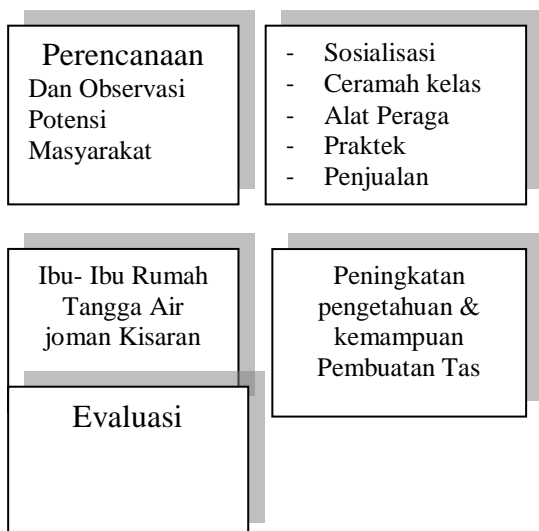 Perencanaan
Dan Observasi
Potensi
Masyarakat
- Sosialisasi
- Ceramah kelas
- Alat Peraga
- Praktek
- Penjualan
Ibu- Ibu Rumah
Tangga Air
joman Kisaran
Peningkatan
pengetahuan &
kemampuan
Pembuatan Tas
Evaluasi